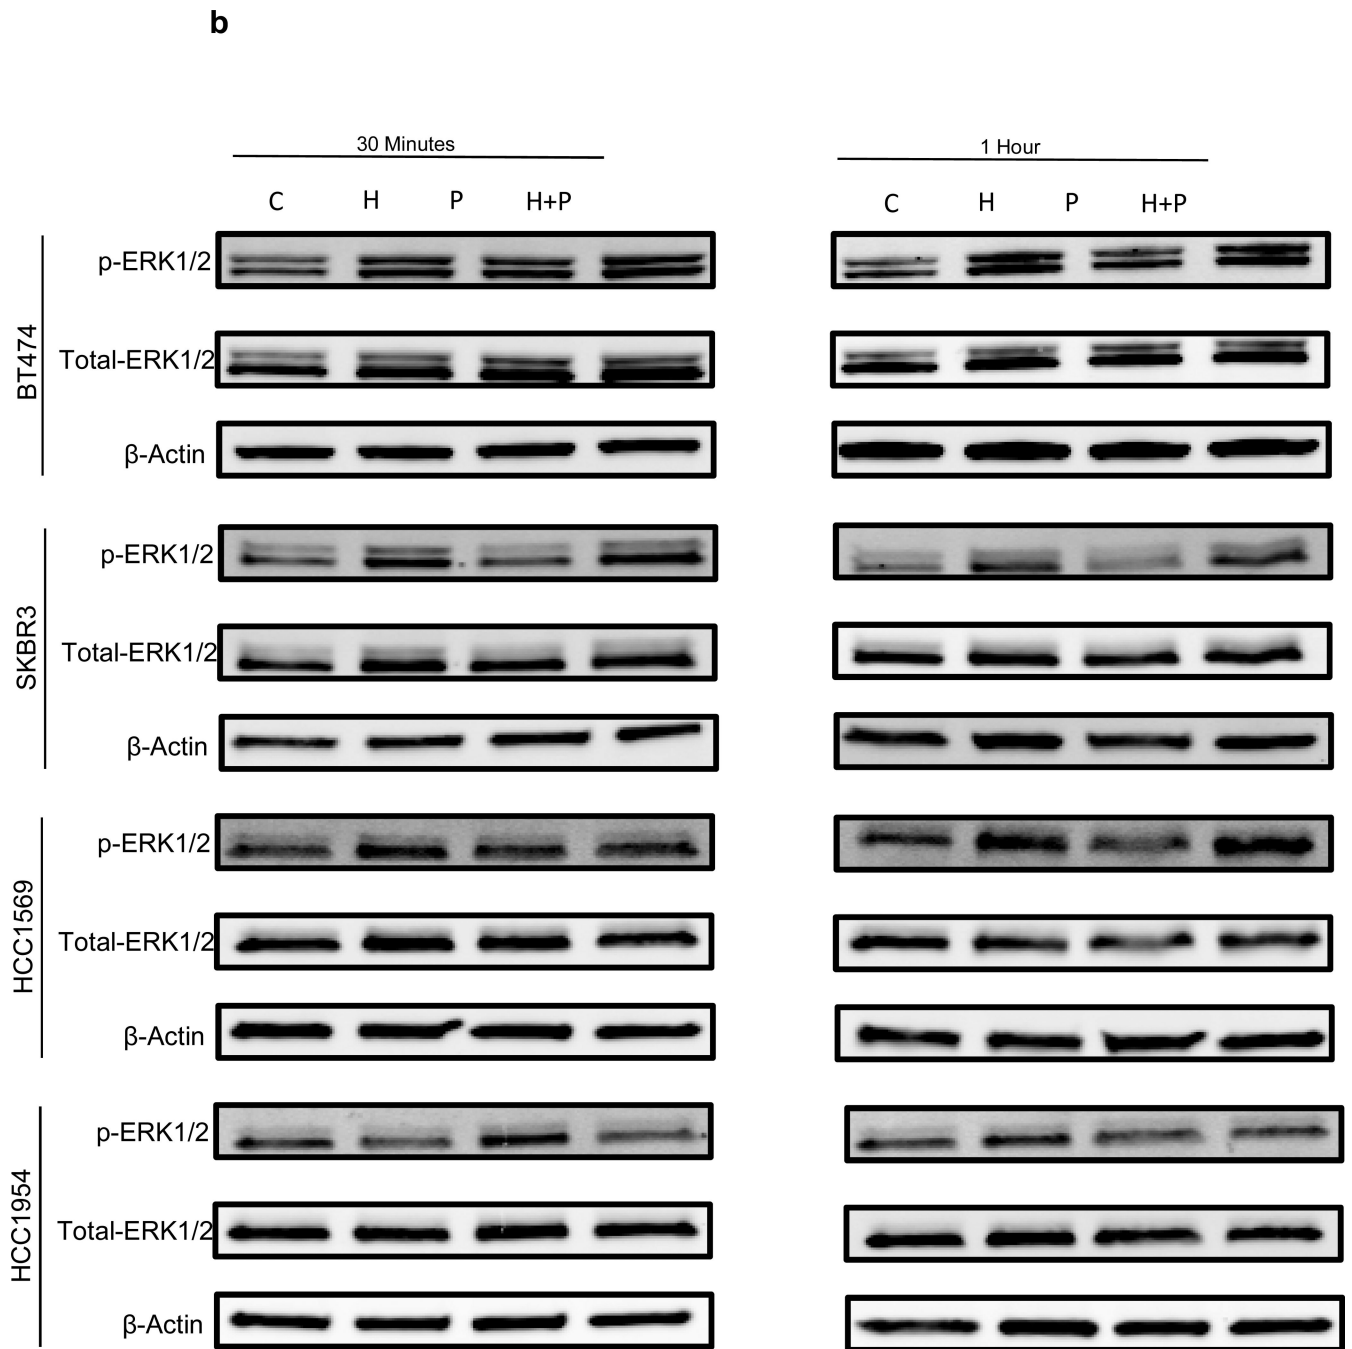 b
30 Minutes
1 Hour
C H P H+P
C H P H+P
BT474
p-ERK1/2
Total-ERK1/2
β-Actin
SKBR3
p-ERK1/2
Total-ERK1/2
β-Actin
HCC1569
p-ERK1/2
Total-ERK1/2
β-Actin
HCC1954
p-ERK1/2
Total-ERK1/2
β-Actin